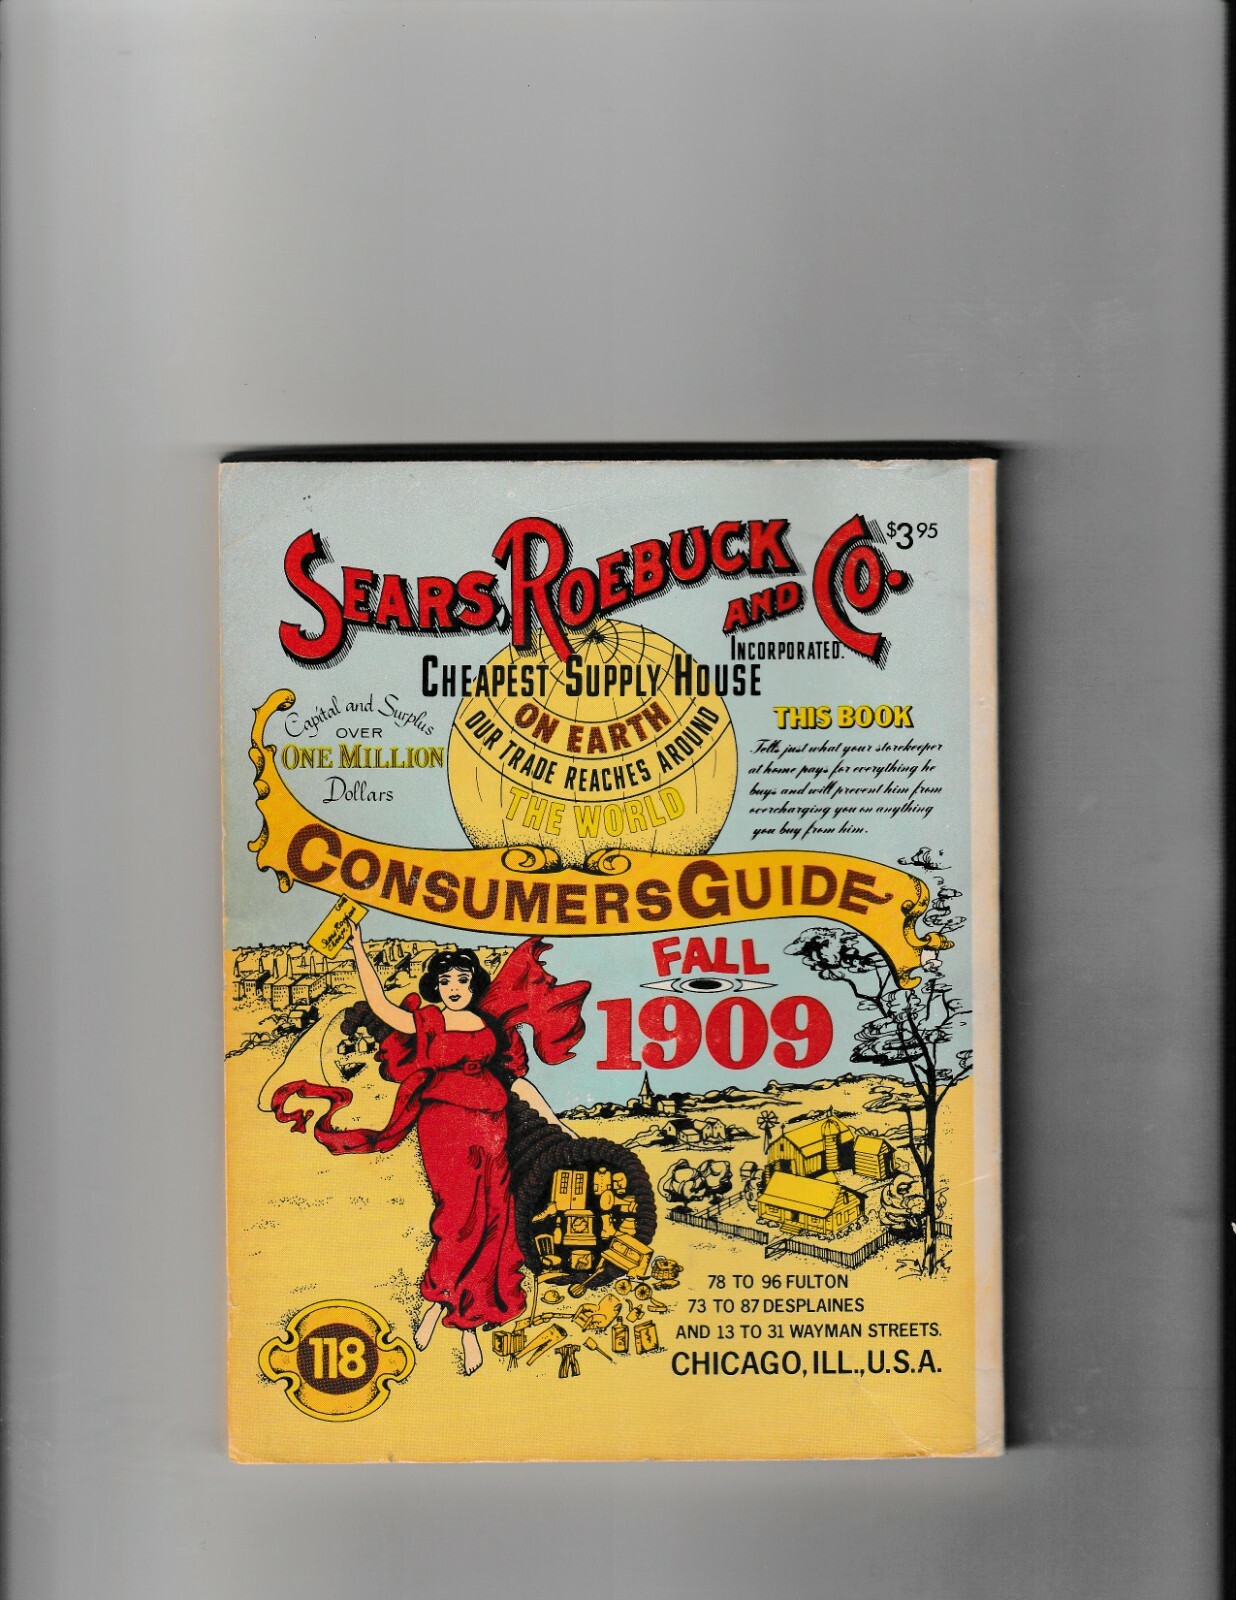 SEARS, ROEBUCK AND CO.
$3.95
INCORPORATED.
CHEAPEST SUPPLY HOUSE
ON EARTH
OUR TRADE REACHES AROUND
THE WORLD
Capital and Surplus
OVER
ONE MILLION
Dollars
THIS BOOK
Tells just what your storekeeper
at home pays for everything he
buys and will prevent him from
overcharging you on anything
you buy from him.
CONSUMERS GUIDE
FALL
1909
118
78 TO 96 FULTON
73 TO 87 DESPLAINES
AND 13 TO 31 WAYMAN STREETS.
CHICAGO, ILL., U.S.A.